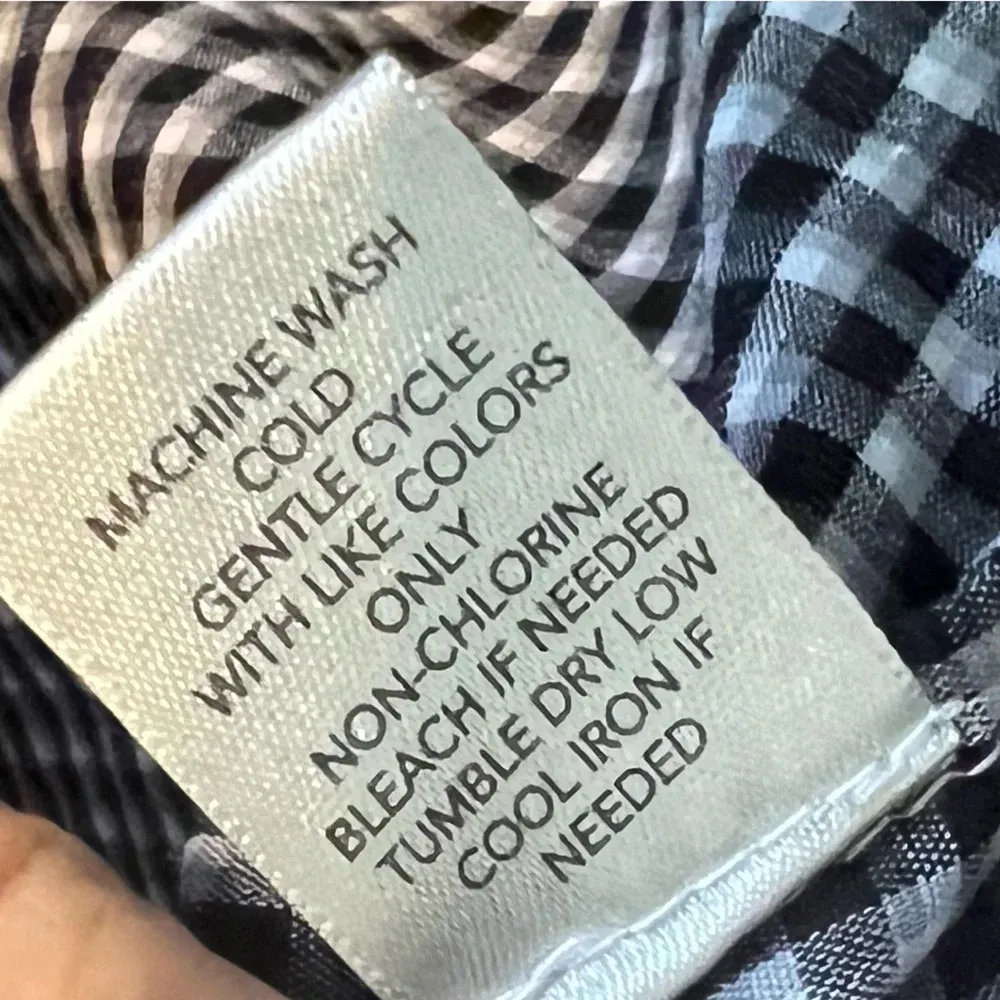 MACHINE WASH
COLD
GENTLE CYCLE
WITH LIKE COLORS
ONLY
NON-CHLORINE
BLEACH IF NEEDED
TUMBLE DRY LOW
COOL IRON IF
NEEDED